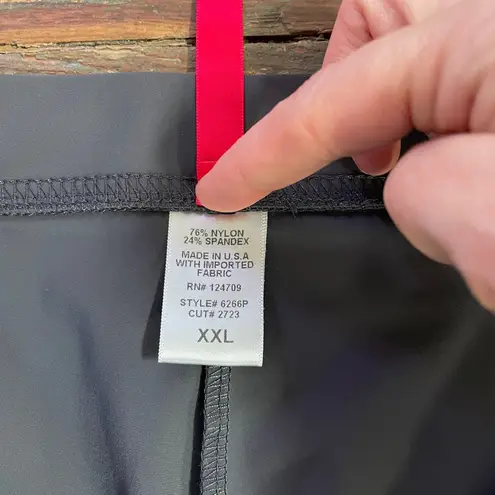 76% NYLON
24% SPANDEX
MADE IN U.S.A
WITH IMPORTED
FABRIC
RN# 124709
STYLE# 6266P
CUT# 2723
XXL